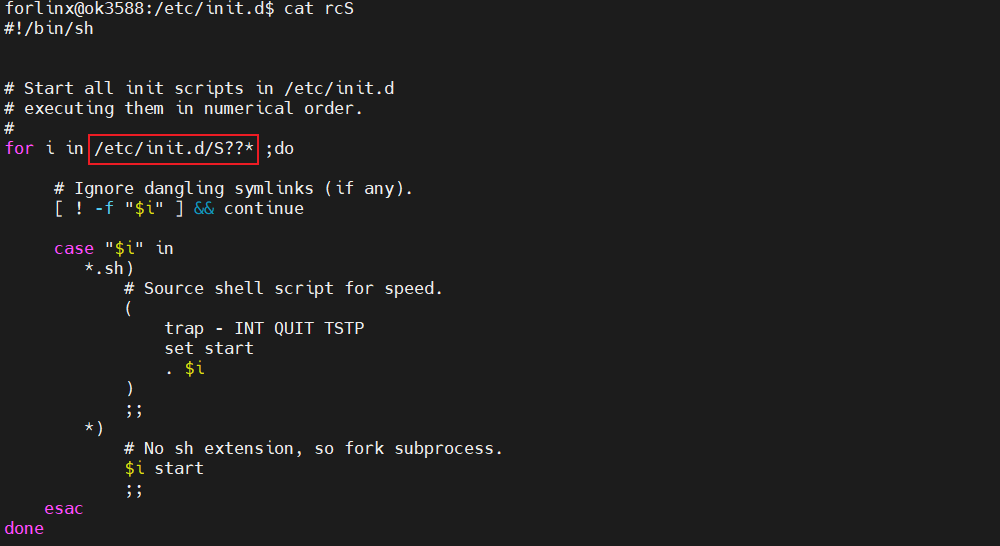 forlinx@ok3588:/etc/init.d$ cat rcS
#!/bin/sh
# Start all init scripts in /etc/init.d
# executing them in numerical order.
#
for i in /etc/init.d/S??* ;do
# Ignore dangling symlinks (if any).
[ ! -f "$i" ] && continue
case "$i" in
*.sh)
# Source shell script for speed.
(
trap - INT QUIT TSTP
set start
. $i
)
;;
*)
# No sh extension, so fork subprocess.
$i start
;;
esac
done